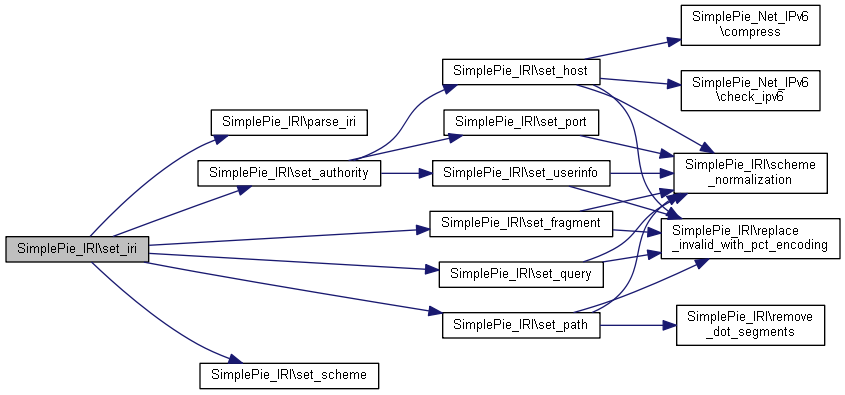 SimplePie_IRI\set_iri
SimplePie_IRI\parse_iri
SimplePie_IRI\set_authority
SimplePie_IRI\set_scheme
SimplePie_IRI\set_host
SimplePie_IRI\set_port
SimplePie_IRI\set_userinfo
SimplePie_IRI\set_fragment
SimplePie_IRI\set_query
SimplePie_IRI\set_path
SimplePie_Net_IPv6
\compress
SimplePie_Net_IPv6
\check_ipv6
SimplePie_IRI\scheme
_normalization
SimplePie_IRI\replace
_invalid_with_pct_encoding
SimplePie_IRI\remove
_dot_segments